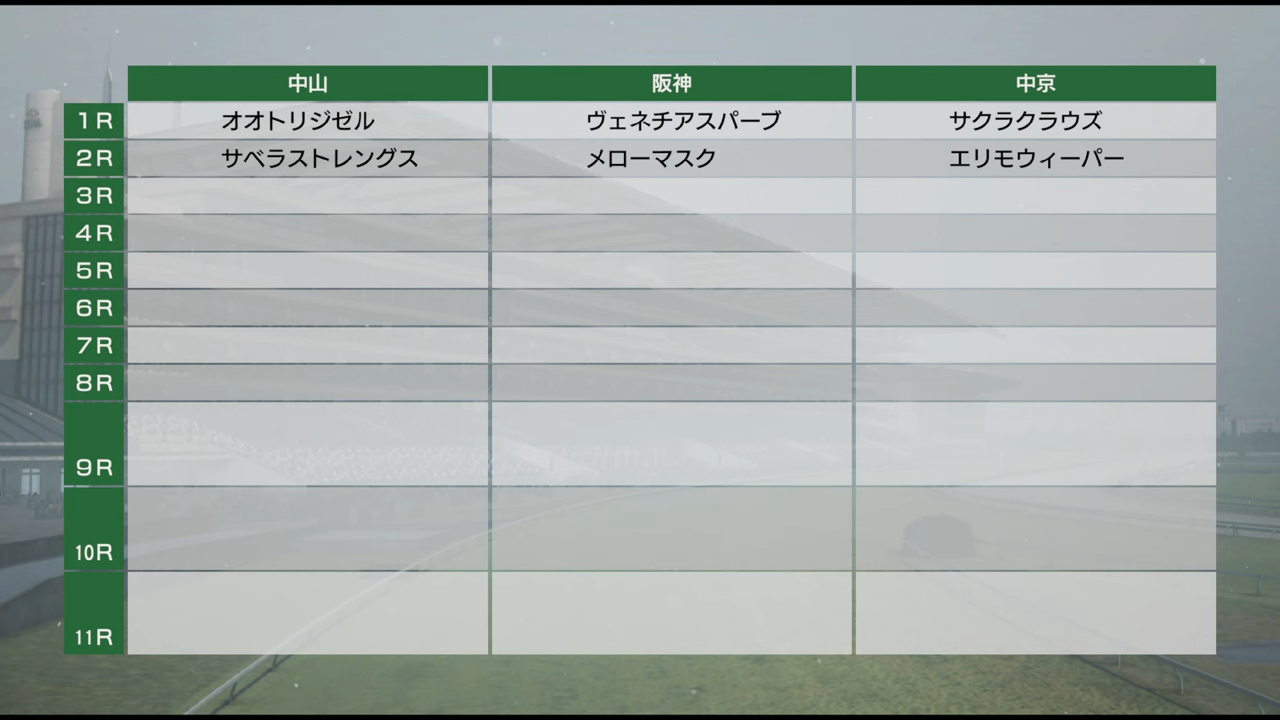 中山 阪神 中京
1R オオトリジゼル ヴェネチアスパーブ サクラクラウズ
2R サベラストレングス メローマスク エリモウィーパー
3R
4R
5R
6R
7R
8R
9R
10R
11R